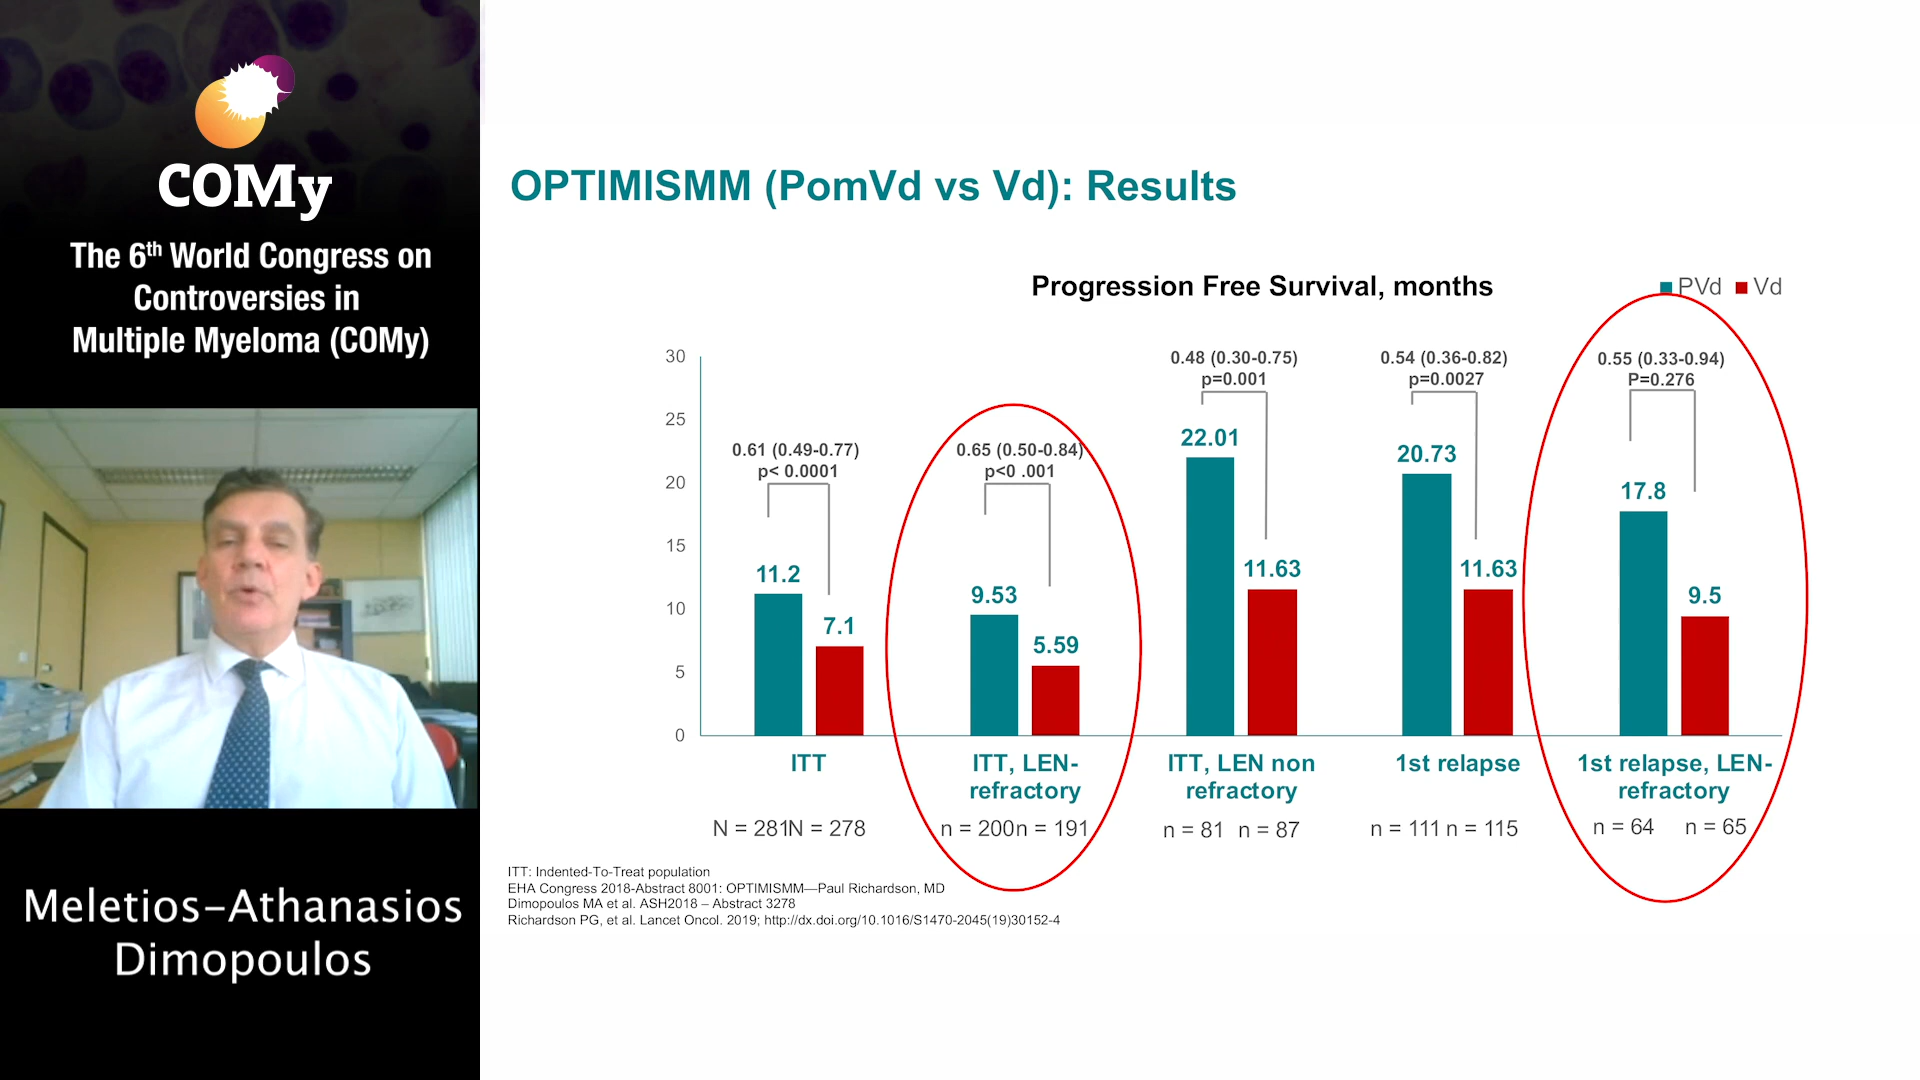 COMy
The 6th World Congress on
Controversies in
Multiple Myeloma (COMy)
Meletios-Athanasios
Dimopoulos
OPTIMISMM (PomVd vs Vd): Results
Progression Free Survival, months
PVd Vd
30
25
20
15
10
5
0
0.61 (0.49-0.77)
p< 0.0001
11.2
7.1
0.65 (0.50-0.84)
p<0 .001
9.53
5.59
0.48 (0.30-0.75)
p=0.001
22.01
11.63
0.54 (0.36-0.82)
p=0.0027
20.73
11.63
0.55 (0.33-0.94)
P=0.276
17.8
9.5
ITT
ITT, LEN-
refractory
ITT, LEN non
refractory
1st relapse
1st relapse, LEN-
refractory
N = 281 N = 278
n = 200 n = 191
n = 81 n = 87
n = 111 n = 115
n = 64 n = 65
ITT: Indented-To-Treat population
EHA Congress 2018-Abstract 8001: OPTIMISMM—Paul Richardson, MD
Dimopoulos MA et al. ASH2018 – Abstract 3278
Richardson PG, et al. Lancet Oncol. 2019; http://dx.doi.org/10.1016/S1470-2045(19)30152-4